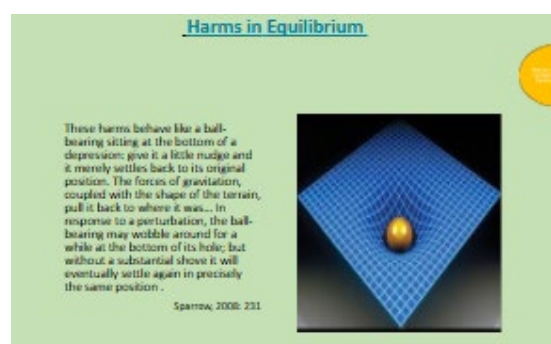 Harms in Equilibrium
These harms behave like a ball-
bearing sitting at the bottom of a
depression: give it a little nudge and
it merely settles back to its original
position. The forces of gravitation,
coupled with the shape of the terrain,
pull it back to where it was... In
response to a perturbation, the ball-
bearing may wobble around for a
while at the bottom of its hole; but
without a substantial shove it will
eventually settle again in precisely
the same position .
Sparrow, 2008: 231